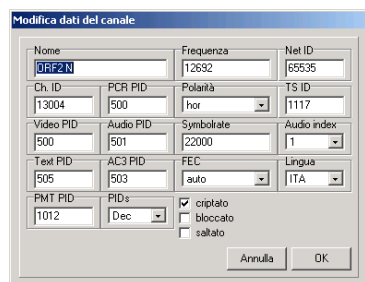 Modifica dati del canale
Nome Frequenza Net ID
ORF2 N 12692 65535
Ch. ID PCR PID Polarità TS ID
13004 500 hor 1117
Video PID Audio PID Symbolrate Audio index
500 501 22000 1
Text PID AC3 PID FEC Lingua
505 503 auto ITA
PMT PID PIDs criptato
1012 Dec bloccato
saltato
Annulla OK